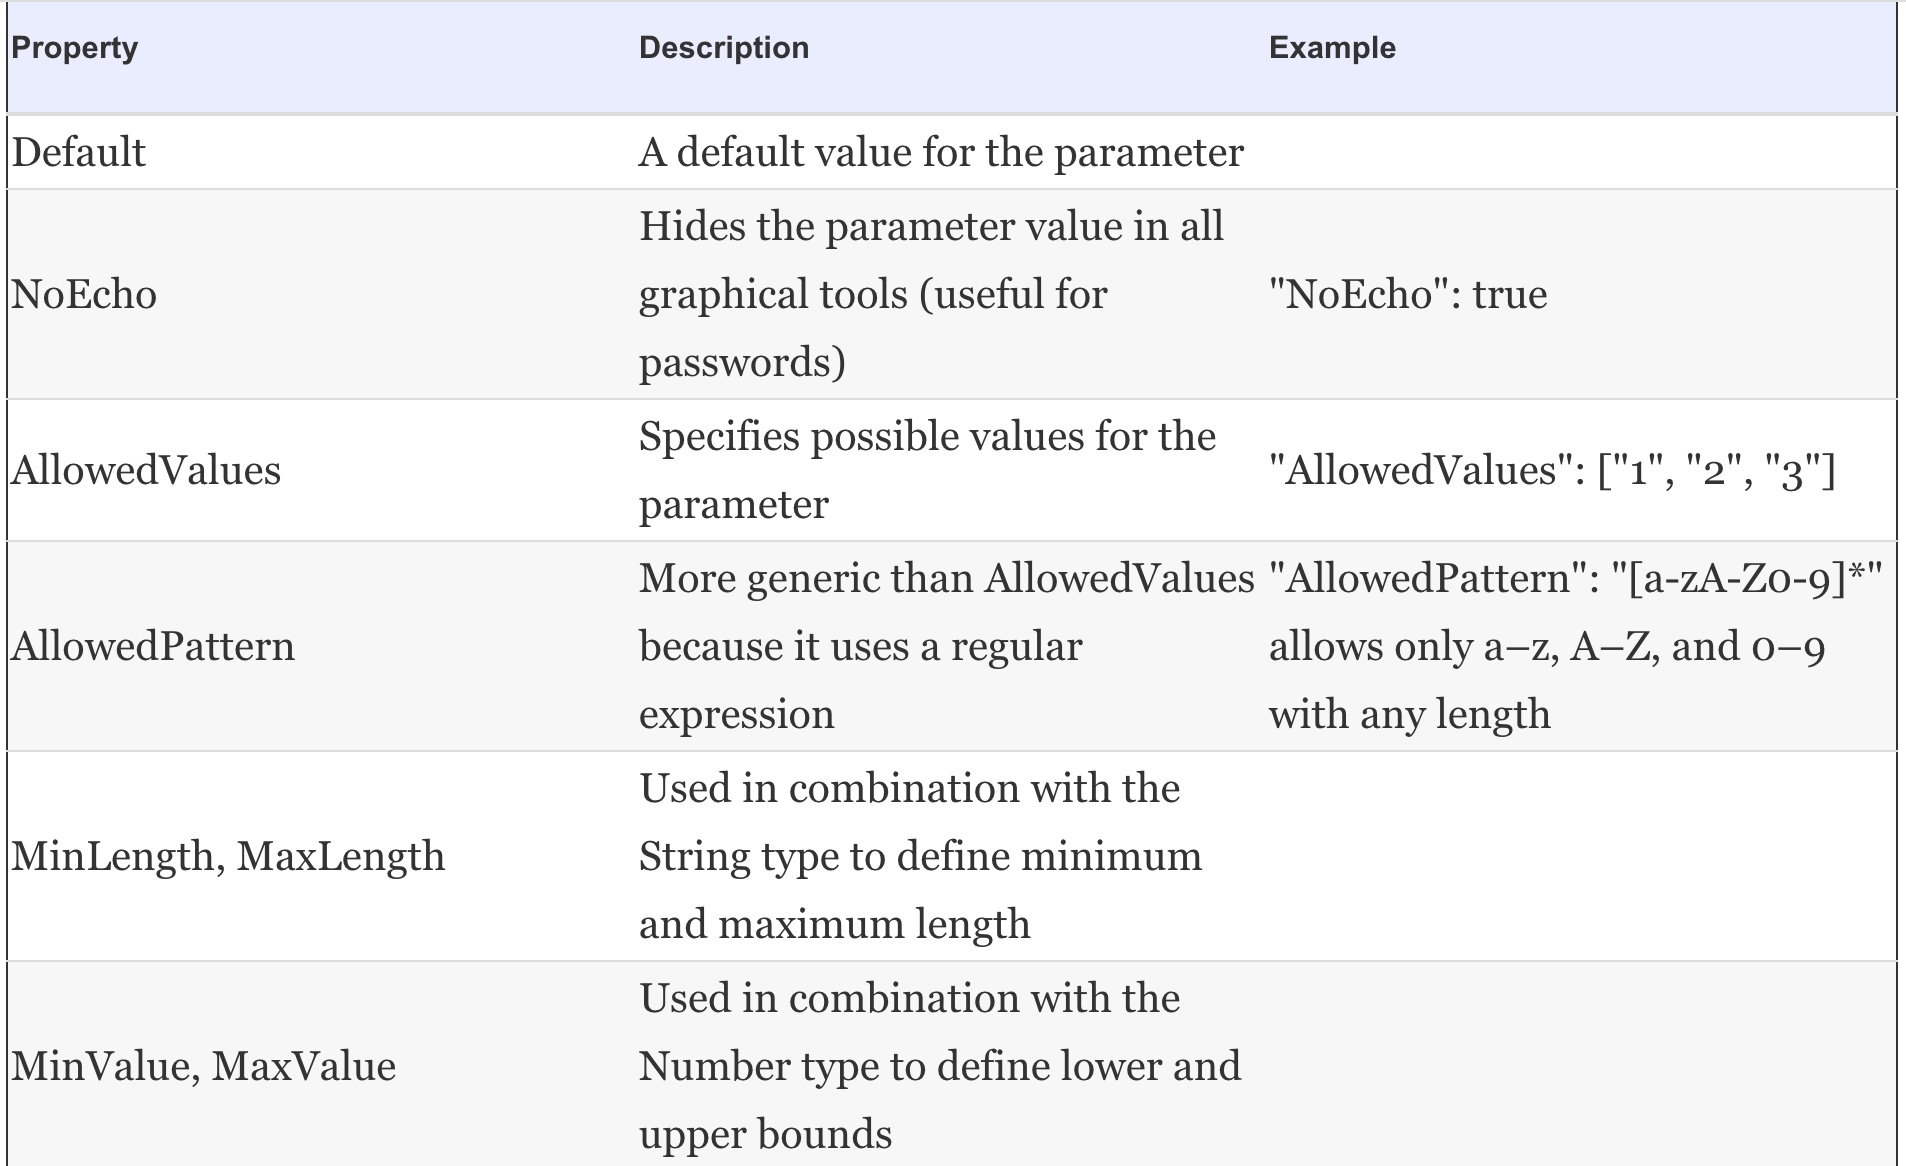 Property Description Example
Default A default value for the parameter
Hides the parameter value in all
NoEcho graphical tools (useful for "NoEcho": true
passwords)
Specifies possible values for the
AllowedValues "AllowedValues": ["1", "2", "3"]
parameter
More generic than AllowedValues "AllowedPattern": "[a-zA-Z0-9]*"
AllowedPattern because it uses a regular allows only a–z, A–Z, and 0–9
expression with any length
Used in combination with the
MinLength, MaxLength String type to define minimum
and maximum length
Used in combination with the
MinValue, MaxValue Number type to define lower and
upper bounds